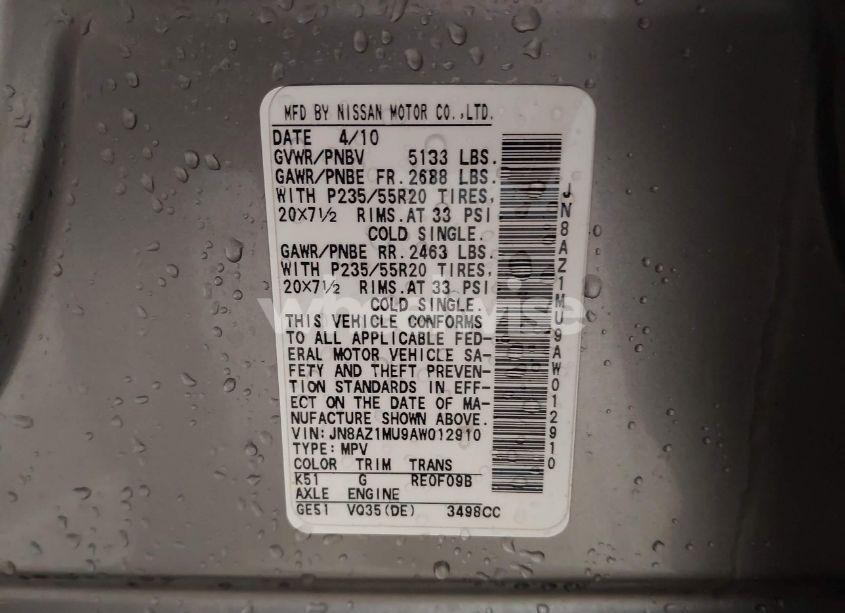 MFD BY NISSAN MOTOR CO.,LTD.
DATE 4/10
GVWR/PNBV 5133 LBS.
GAWR/PNBE FR. 2688 LBS.
WITH P235/55R20 TIRES,
20X7½ RIMS. AT 33 PSI
COLD SINGLE.
GAWR/PNBE RR. 2463 LBS.
WITH P235/55R20 TIRES,
20X7½ RIMS. AT 33 PSI
COLD SINGLE.
THIS VEHICLE CONFORMS
TO ALL APPLICABLE FED-
ERAL MOTOR VEHICLE SA-
FETY AND THEFT PREVEN-
TION STANDARDS IN EFF-
ECT ON THE DATE OF MA-
NUFACTURE SHOWN ABOVE.
VIN: JN8AZ1MU9AW012910
TYPE: MPV
COLOR TRIM TRANS
K51 G RE0F09B
AXLE ENGINE
GE51 VQ35(DE) 3498CC
JN8AZ1MU9AW012910